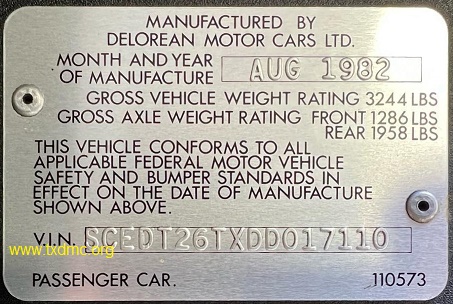 MANUFACTURED BY
DELOREAN MOTOR CARS LTD.
MONTH AND YEAR
OF MANUFACTURE AUG 1982
GROSS VEHICLE WEIGHT RATING 3244 LBS
GROSS AXLE WEIGHT RATING FRONT 1286 LBS
REAR 1958 LBS
THIS VEHICLE CONFORMS TO ALL
APPLICABLE FEDERAL MOTOR VEHICLE
SAFETY AND BUMPER STANDARDS IN
EFFECT ON THE DATE OF MANUFACTURE
SHOWN ABOVE.
V.I.N. SCEDT26TXDD017110
www.txdmc.org
PASSENGER CAR. 110573